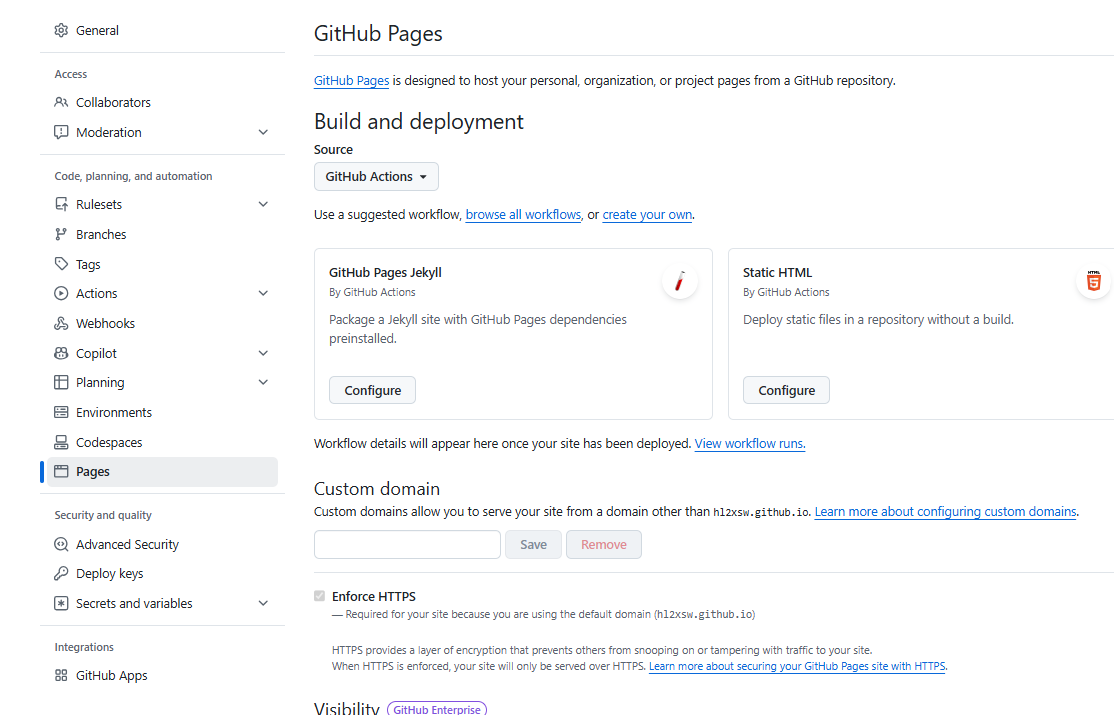 General
Access
Collaborators
Moderation
Code, planning, and automation
Rulesets
Branches
Tags
Actions
Webhooks
Copilot
Planning
Environments
Codespaces
Pages
Security and quality
Advanced Security
Deploy keys
Secrets and variables
Integrations
GitHub Apps
GitHub Pages
GitHub Pages is designed to host your personal, organization, or project pages from a GitHub repository.
Build and deployment
Source
GitHub Actions
Use a suggested workflow, browse all workflows, or create your own.
GitHub Pages Jekyll
By GitHub Actions
Package a Jekyll site with GitHub Pages dependencies
preinstalled.
Configure
Static HTML
By GitHub Actions
HTML
5
Deploy static files in a repository without a build.
Configure
Workflow details will appear here once your site has been deployed. View workflow runs.
Custom domain
Custom domains allow you to serve your site from a domain other than hl2xsw.github.io. Learn more about configuring custom domains.
Save
Remove
Enforce HTTPS
— Required for your site because you are using the default domain (hl2xsw.github.io)
HTTPS provides a layer of encryption that prevents others from snooping on or tampering with traffic to your site.
When HTTPS is enforced, your site will only be served over HTTPS. Learn more about securing your GitHub Pages site with HTTPS.
Visibility GitHub Enterprise